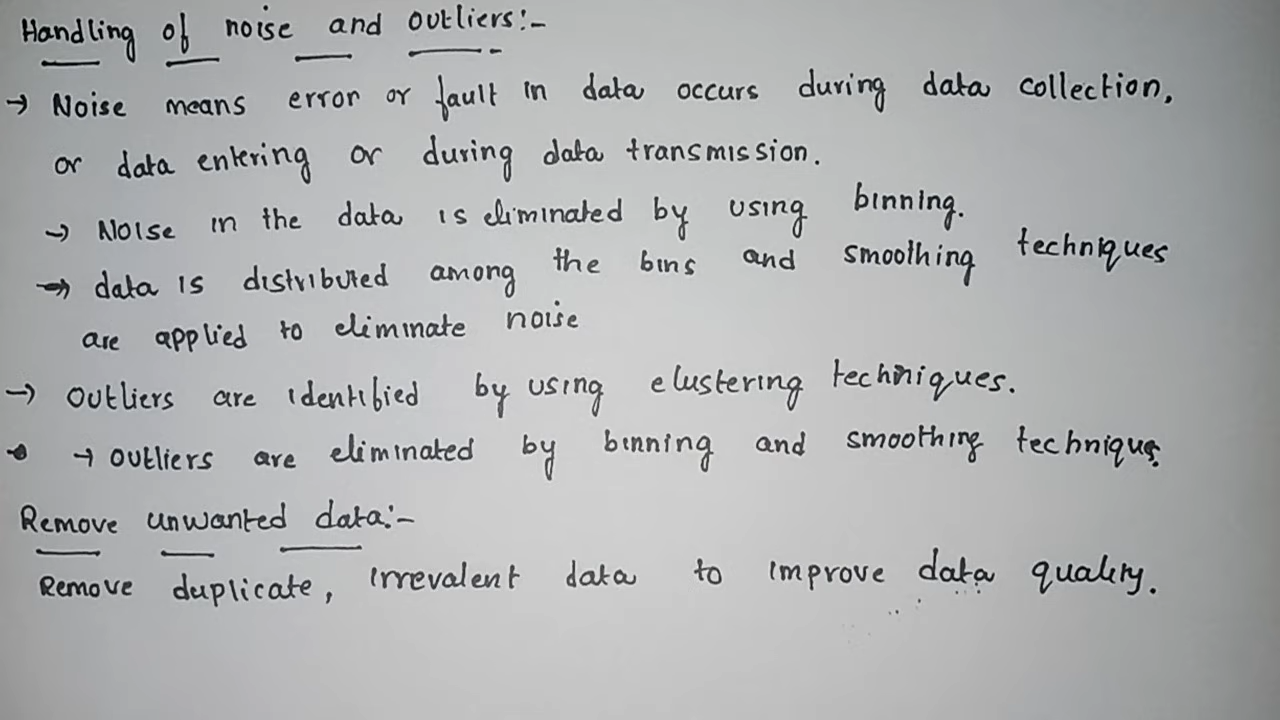 Handling of noise and outliers:-
→ Noise means error or fault in data occurs during data collection,
or data entering or during data transmission.
→ Noise in the data is eliminated by using binning.
→ data is distributed among the bins and smoothing techniques
are applied to eliminate noise
→ outliers are identified by using clustering techniques.
→ outliers are eliminated by binning and smoothing technique.
Remove unwanted data:-
Remove duplicate, irrevalent data to improve data quality.